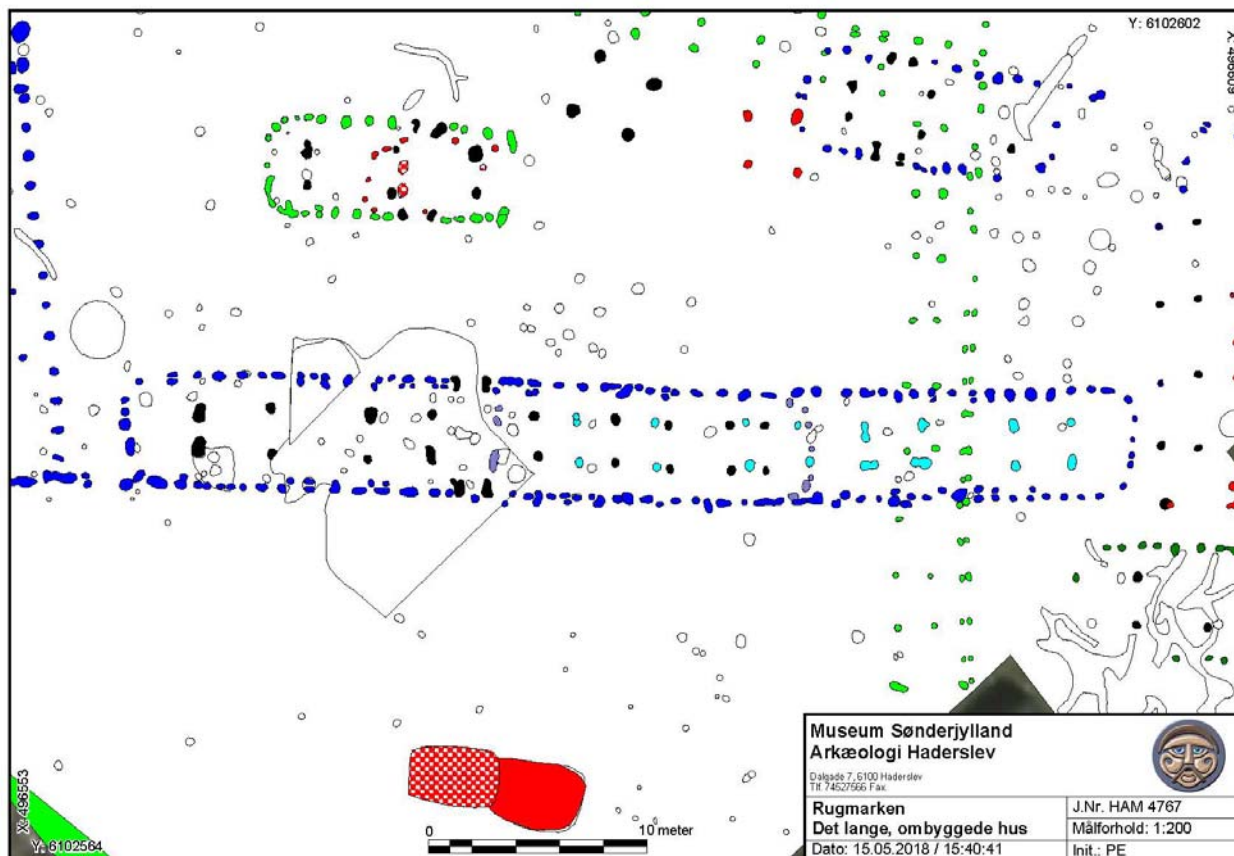 Y: 6102602
X: 496609
X: 496553
Y: 6102564
0 10 meter
Museum Sønderjylland
Arkæologi Haderslev
Dalgade 7, 6100 Haderslev
Tlf. 74527566 Fax.
Rugmarken
J.Nr. HAM 4767
Det lange, ombyggede hus
Målforhold: 1:200
Dato: 15.05.2018 / 15:40:41
Init.: PE